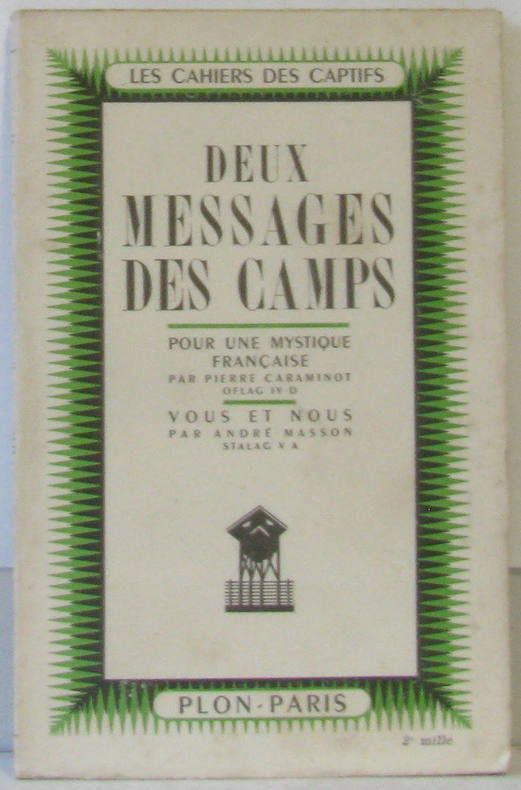 LES CAHIERS DES CAPTIFS
DEUX
MESSAGES
DES CAMPS
POUR UNE MYSTIQUE
FRANÇAISE
PAR PIERRE CARAMINOT
OFLAG IV D
VOUS ET NOUS
PAR ANDRÉ MASSON
STALAG V A
PLON-PARIS
2e mille